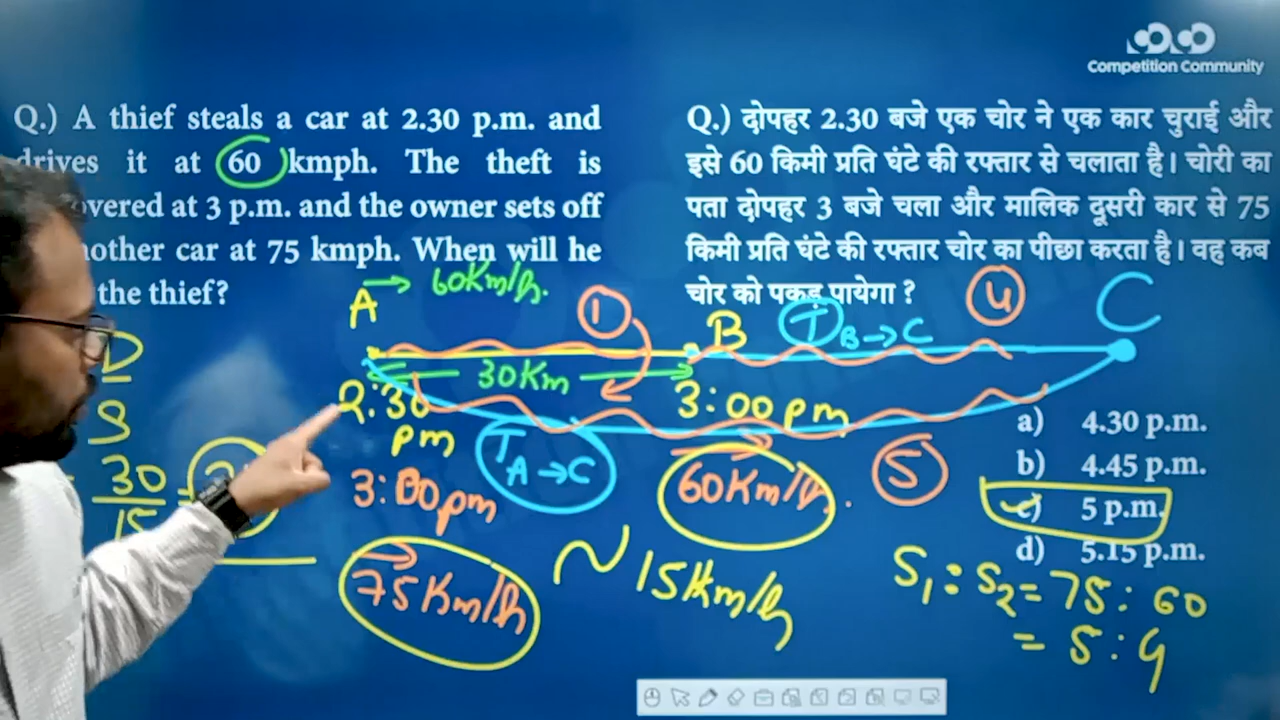 Competition Community
Q.) A thief steals a car at 2.30 p.m. and
drives it at 60 kmph. The theft is
overed at 3 p.m. and the owner sets off
nother car at 75 kmph. When will he
the thief?
Q.) दोपहर 2.30 बजे एक चोर ने एक कार चुराई और
इसे 60 किमी प्रति घंटे की रफ्तार से चलाता है। चोरी का
पता दोपहर 3 बजे चला और मालिक दूसरी कार से 75
किमी प्रति घंटे की रफ्तार चोर का पीछा करता है। वह कब
चोर को पकड़ पायेगा ?
A → 60Km/h.
1
B
T B→C
4
C
30Km
2:30
pm
3:00 pm
T A→C
60Km/h.
5
3:00pm
75Km/h
~ 15Km/h
D
S
30
15
a) 4.30 p.m.
b) 4.45 p.m.
c) 5 p.m.
d) 5.15 p.m.
S1 : S2 = 75 : 60
= 5 : 4